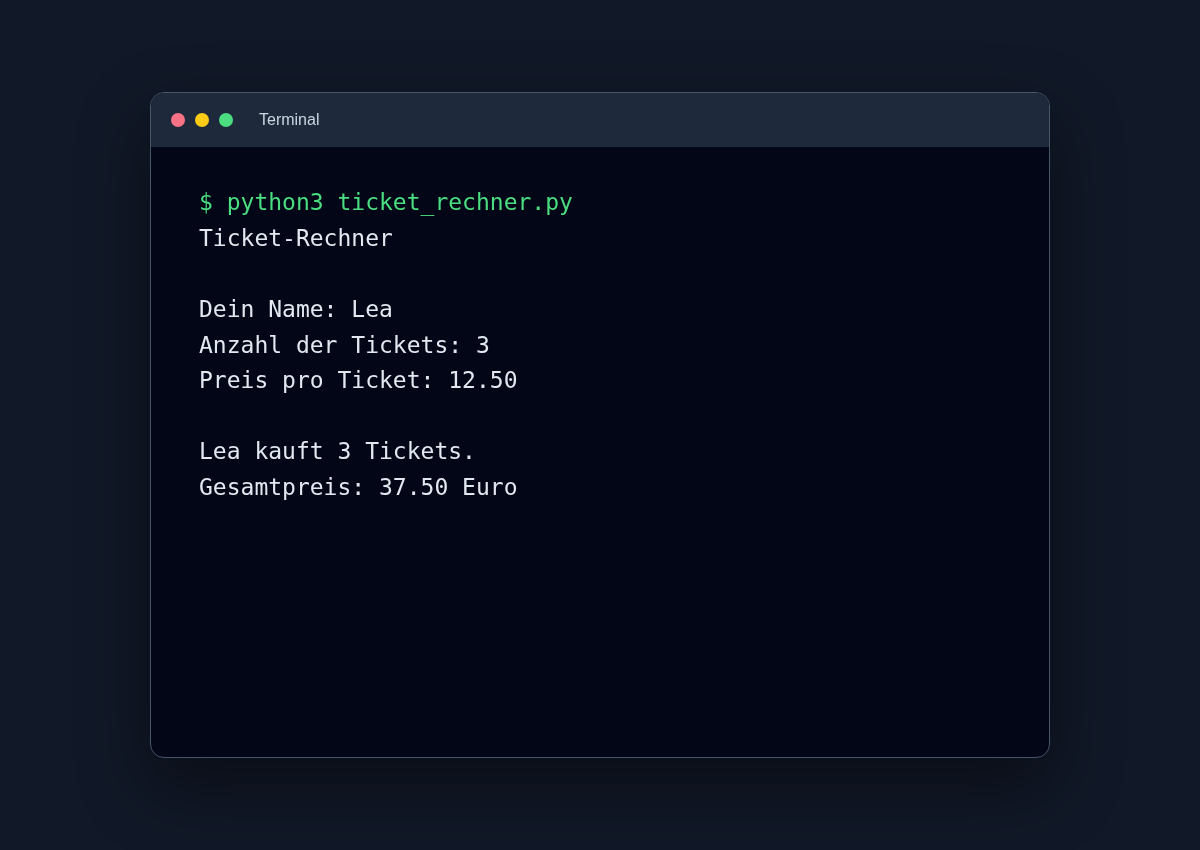 Terminal
$ python3 ticket_rechner.py
Ticket-Rechner
Dein Name: Lea
Anzahl der Tickets: 3
Preis pro Ticket: 12.50
Lea kauft 3 Tickets.
Gesamtpreis: 37.50 Euro